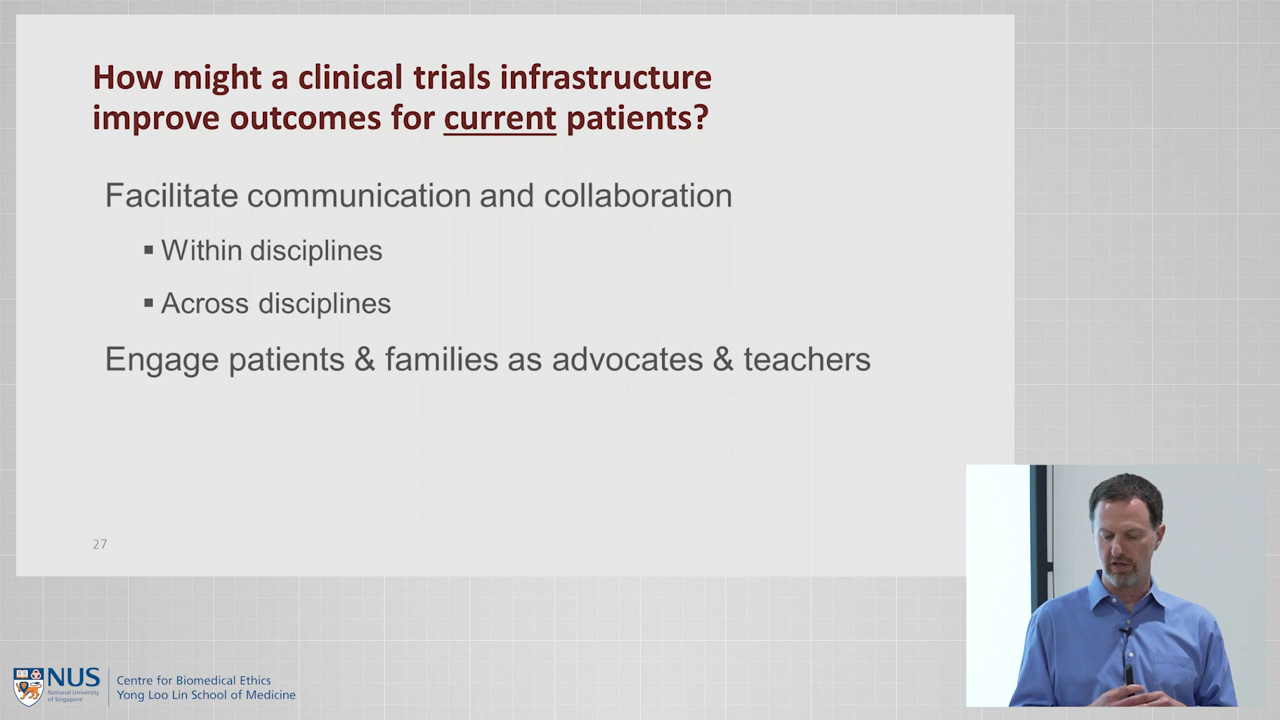 How might a clinical trials infrastructure
improve outcomes for current patients?
Facilitate communication and collaboration
▪ Within disciplines
▪ Across disciplines
Engage patients & families as advocates & teachers
27
NUS
National University
of Singapore
Centre for Biomedical Ethics
Yong Loo Lin School of Medicine